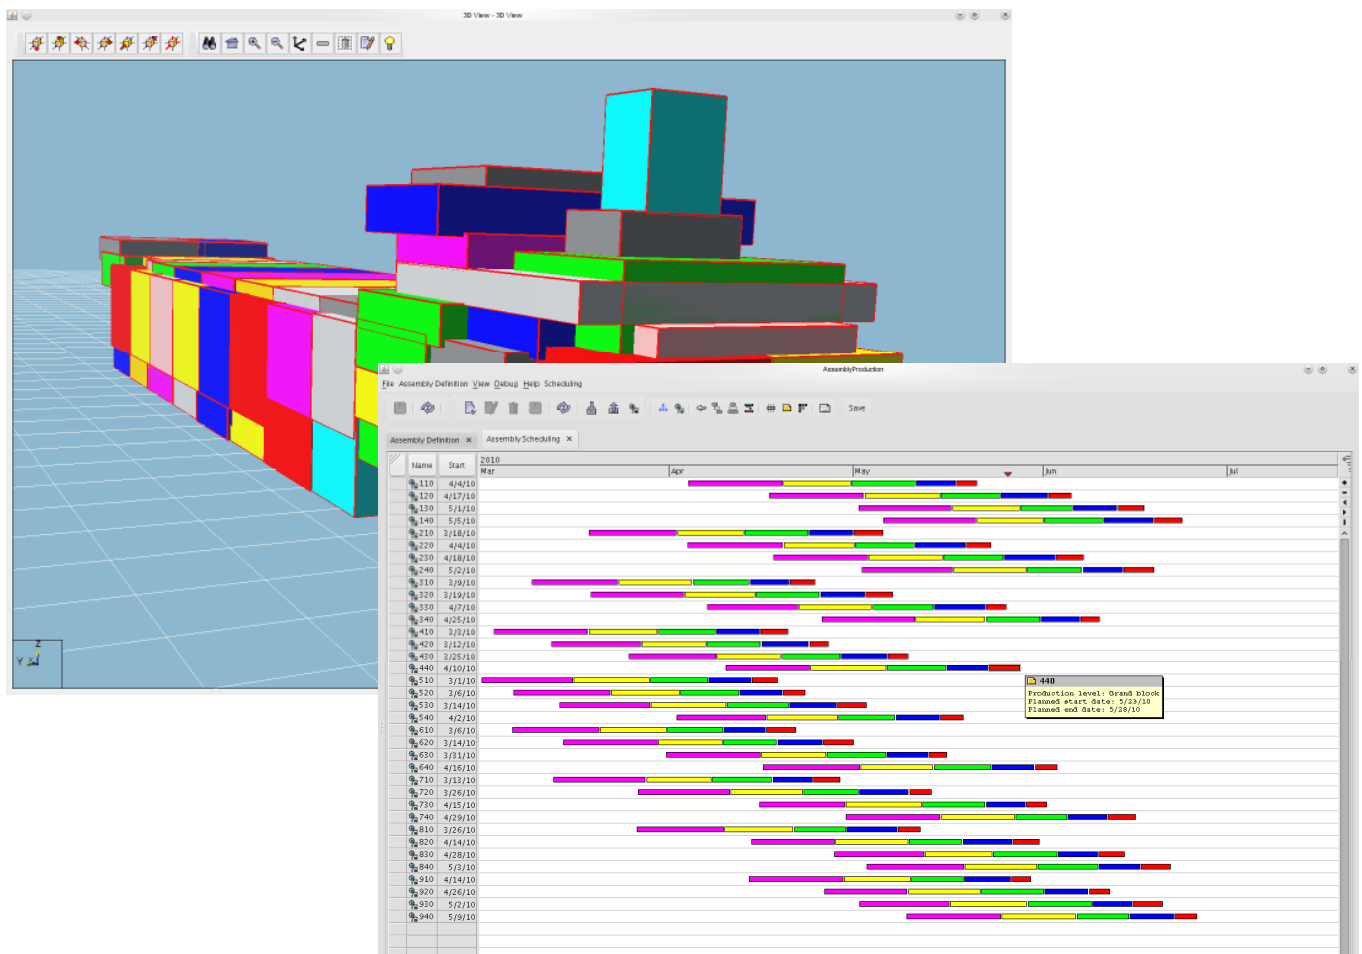 3D View - 3D View
Z
Y X
AssemblyProduction
File Assembly Definition View Debug Help Scheduling
Save
Assembly Definition
Assembly Scheduling
Name Start
2010
Mar Apr May Jun Jul
110 4/4/10
120 4/17/10
130 5/1/10
140 5/5/10
210 3/18/10
220 4/4/10
230 4/18/10
240 5/2/10
310 3/9/10
320 3/19/10
330 4/7/10
340 4/25/10
410 3/3/10
420 3/12/10
430 3/25/10
440 4/10/10
510 3/1/10
520 3/6/10
530 3/14/10
540 4/2/10
610 3/6/10
620 3/14/10
630 3/31/10
640 4/16/10
710 3/13/10
720 3/26/10
730 4/15/10
740 4/29/10
810 3/26/10
820 4/14/10
830 4/28/10
840 5/3/10
910 4/14/10
920 4/26/10
930 5/2/10
940 5/9/10
440
Production level: Grand block
Planned start date: 5/23/10
Planned end date: 5/28/10